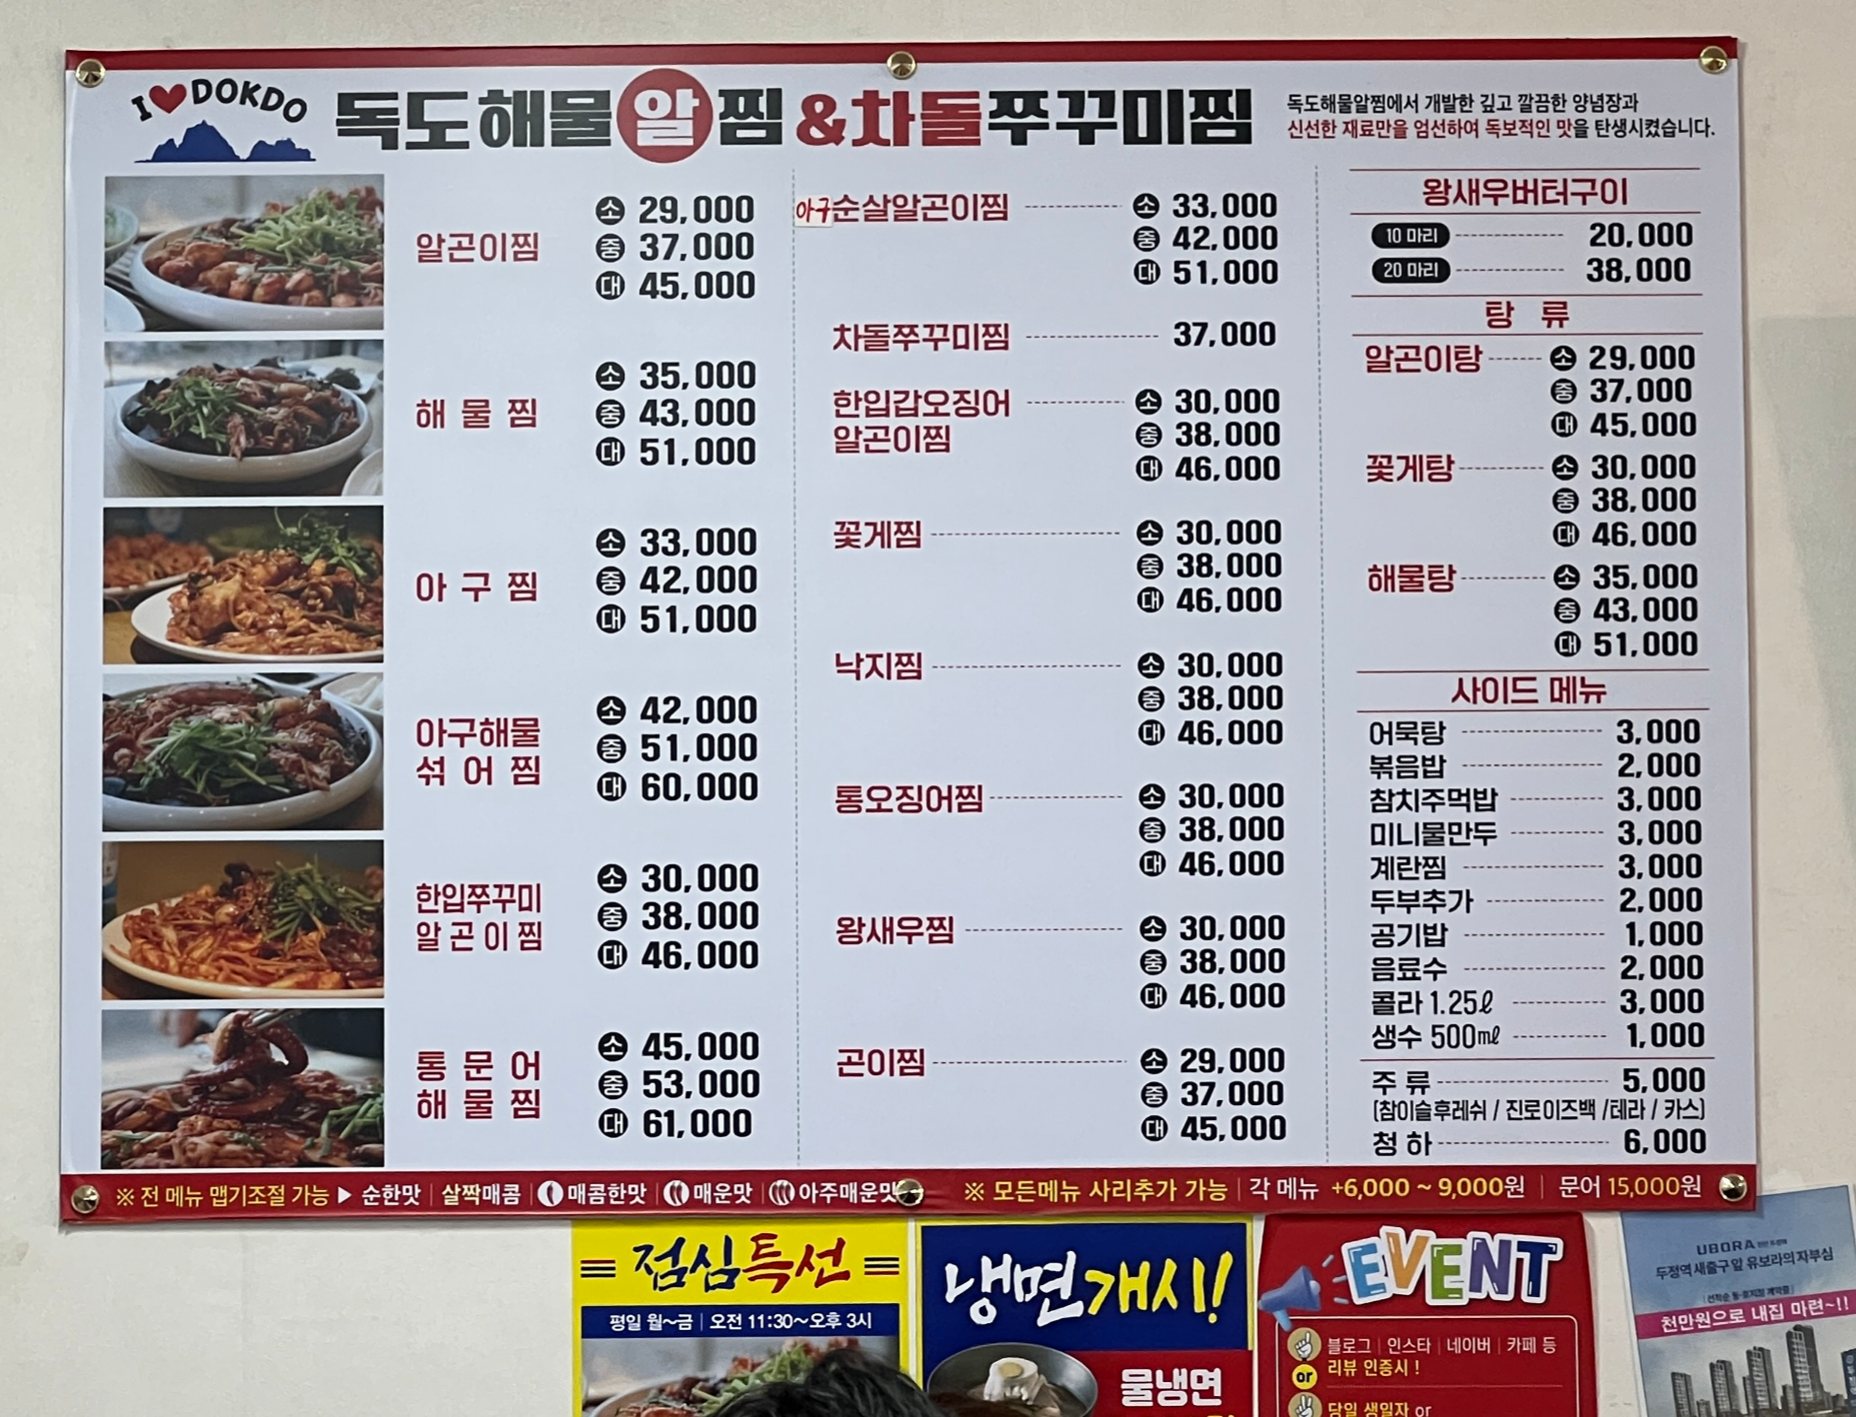 I❤DOKDO
독도해물알찜&차돌쭈꾸미찜
독도해물알찜에서 개발한 깊고 깔끔한 양념장과
신선한 재료만을 엄선하여 독보적인 맛을 탄생시켰습니다.
알곤이찜
소 29,000
중 37,000
대 45,000
해물찜
소 35,000
중 43,000
대 51,000
아구찜
소 33,000
중 42,000
대 51,000
아구해물
섞어찜
소 42,000
중 51,000
대 60,000
한입쭈꾸미
알곤이찜
소 30,000
중 38,000
대 46,000
통문어
해물찜
소 45,000
중 53,000
대 61,000
아구순살알곤이찜 소 33,000
중 42,000
대 51,000
차돌쭈꾸미찜 37,000
한입갑오징어
알곤이찜
소 30,000
중 38,000
대 46,000
꽃게찜 소 30,000
중 38,000
대 46,000
낙지찜 소 30,000
중 38,000
대 46,000
통오징어찜 소 30,000
중 38,000
대 46,000
왕새우찜 소 30,000
중 38,000
대 46,000
곤이찜 소 29,000
중 37,000
대 45,000
왕새우버터구이
10 마리 20,000
20 마리 38,000
탕 류
알곤이탕 소 29,000
중 37,000
대 45,000
꽃게탕 소 30,000
중 38,000
대 46,000
해물탕 소 35,000
중 43,000
대 51,000
사이드 메뉴
어묵탕 3,000
볶음밥 2,000
참치주먹밥 3,000
미니물만두 3,000
계란찜 3,000
두부추가 2,000
공기밥 1,000
음료수 2,000
콜라 1.25ℓ 3,000
생수 500㎖ 1,000
주 류 5,000
(참이슬후레쉬 / 진로이즈백 /테라 / 카스)
청 하 6,000
※ 전 메뉴 맵기조절 가능 ▶ 순한맛 | 살짝매콤 | 매콤한맛 | 매운맛 | 아주매운맛
※ 모든메뉴 사리추가 가능 | 각 메뉴 +6,000 ~ 9,000원 | 문어 15,000원
점심특선
평일 월~금 | 오전 11:30~오후 3시
냉면개시!
물냉면
EVENT
블로그 | 인스타 | 네이버 | 카페 등
리뷰 인증시 !
or
당일 생일자 or
UBORA
두정역 새출구 앞 유보라의 자부심
천만원으로 내집 마련~!!